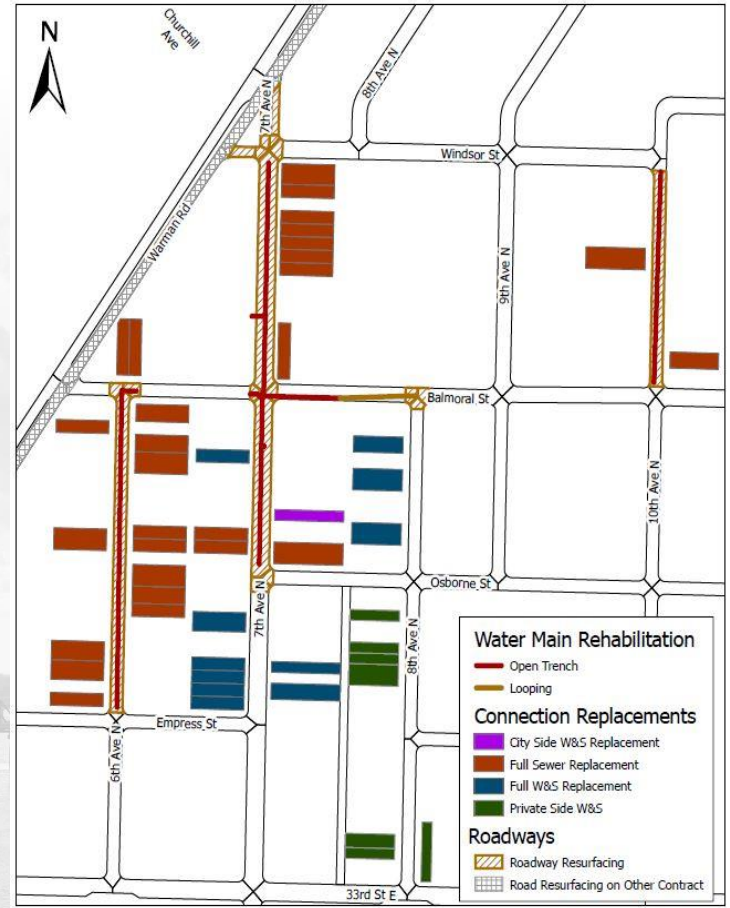 N
Churchill
Ave
7th Ave N
8th Ave N
Windsor St
Warman Rd
9th Ave N
Balmoral St
10th Ave N
Osborne St
7th Ave N
8th Ave N
Empress St
6th Ave N
33rd St E
Water Main Rehabilitation
Open Trench
Looping
Connection Replacements
City Side W&S Replacement
Full Sewer Replacement
Full W&S Replacement
Private Side W&S
Roadways
Roadway Resurfacing
Road Resurfacing on Other Contract